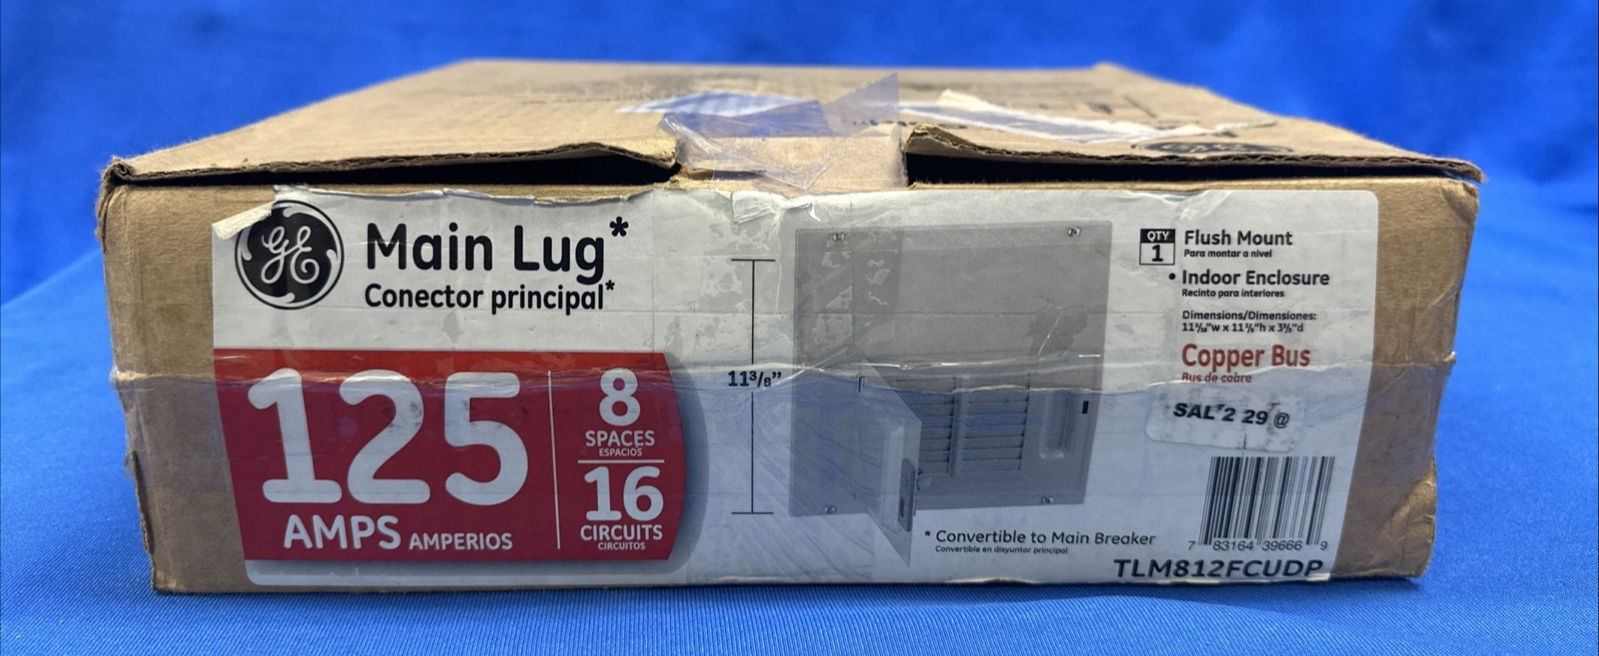 GE
Main Lug*
Conector principal*
125
AMPS AMPERIOS
8
SPACES
ESPACIOS
16
CIRCUITS
CIRCUITOS
11³/₈”
* Convertible to Main Breaker
Convertible en disyuntor principal
QTY
1
Flush Mount
Para montar a nivel
• Indoor Enclosure
Recinto para interiores
Dimensions/Dimensiones:
Copper Bus
Bus de cobre
SAL 2 29 @
7 83164 39666 9
TLM812FCUDP